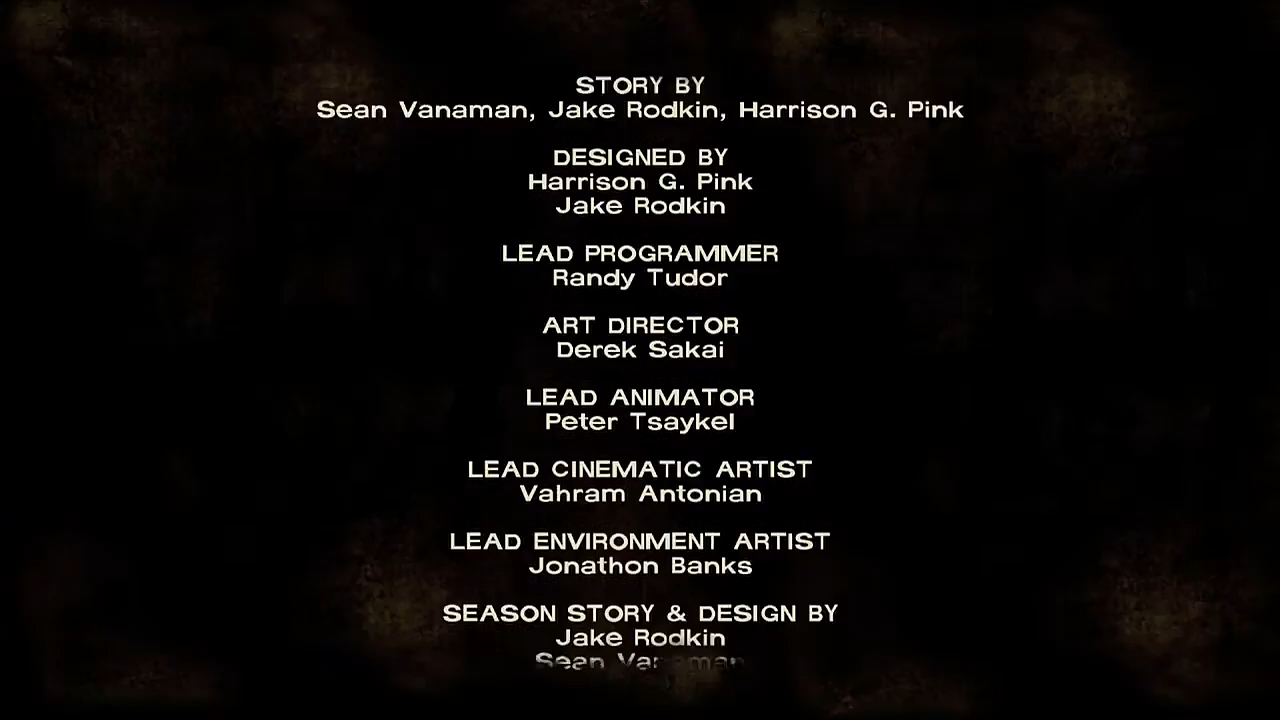 STORY BY
Sean Vanaman, Jake Rodkin, Harrison G. Pink
DESIGNED BY
Harrison G. Pink
Jake Rodkin
LEAD PROGRAMMER
Randy Tudor
ART DIRECTOR
Derek Sakai
LEAD ANIMATOR
Peter Tsaykel
LEAD CINEMATIC ARTIST
Vahram Antonian
LEAD ENVIRONMENT ARTIST
Jonathon Banks
SEASON STORY & DESIGN BY
Jake Rodkin
Sean Vanaman